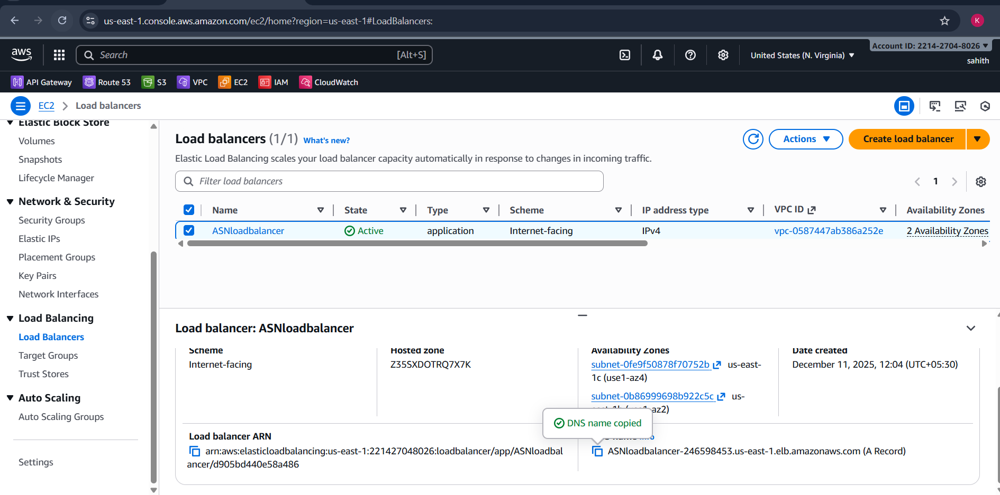 us-east-1.console.aws.amazon.com/ec2/home?region=us-east-1#LoadBalancers:
K
aws
Search
[Alt+S]
United States (N. Virginia)
Account ID: 2214-2704-8026
sahith
API Gateway
Route 53
S3
VPC
EC2
IAM
CloudWatch
EC2
Load balancers
Elastic Block Store
Volumes
Snapshots
Lifecycle Manager
Network & Security
Security Groups
Elastic IPs
Placement Groups
Key Pairs
Network Interfaces
Load Balancing
Load Balancers
Target Groups
Trust Stores
Auto Scaling
Auto Scaling Groups
Settings
Load balancers (1/1) What's new?
Actions
Create load balancer
Elastic Load Balancing scales your load balancer capacity automatically in response to changes in incoming traffic.
Filter load balancers
1
Name State Type Scheme IP address type VPC ID Availability Zones
ASNloadbalancer Active application Internet-facing IPv4 vpc-0587447ab386a252e 2 Availability Zones
Load balancer: ASNloadbalancer
Scheme
Internet-facing
Hosted zone
Z35SXDOTRQ7X7K
Availability Zones
subnet-0fe9f50878f70752b us-east-
1c (use1-az4)
subnet-0b86999698b922c5c us-
az2)
Date created
December 11, 2025, 12:04 (UTC+05:30)
DNS name copied
Load balancer ARN
arn:aws:elasticloadbalancing:us-east-1:221427048026:loadbalancer/app/ASNloadbal
ancer/d905bd440e58a486
ASNloadbalancer-246598453.us-east-1.elb.amazonaws.com (A Record)